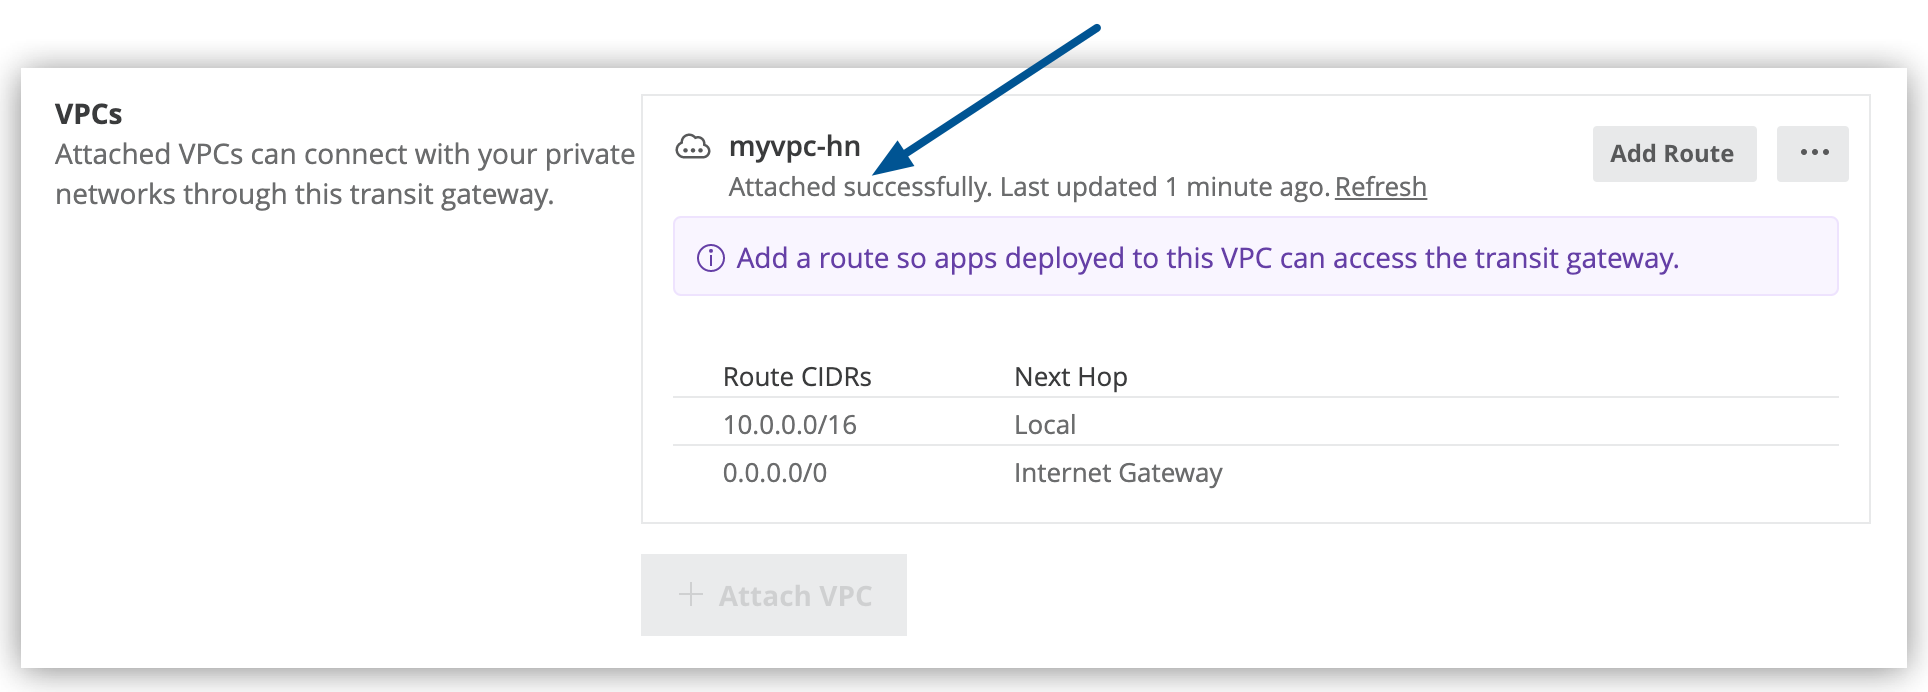 VPCs
Attached VPCs can connect with your private
networks through this transit gateway.
myvpc-hn
Attached successfully. Last updated 1 minute ago. Refresh
Add Route
Add a route so apps deployed to this VPC can access the transit gateway.
Route CIDRs Next Hop
10.0.0.0/16 Local
0.0.0.0/0 Internet Gateway
+ Attach VPC